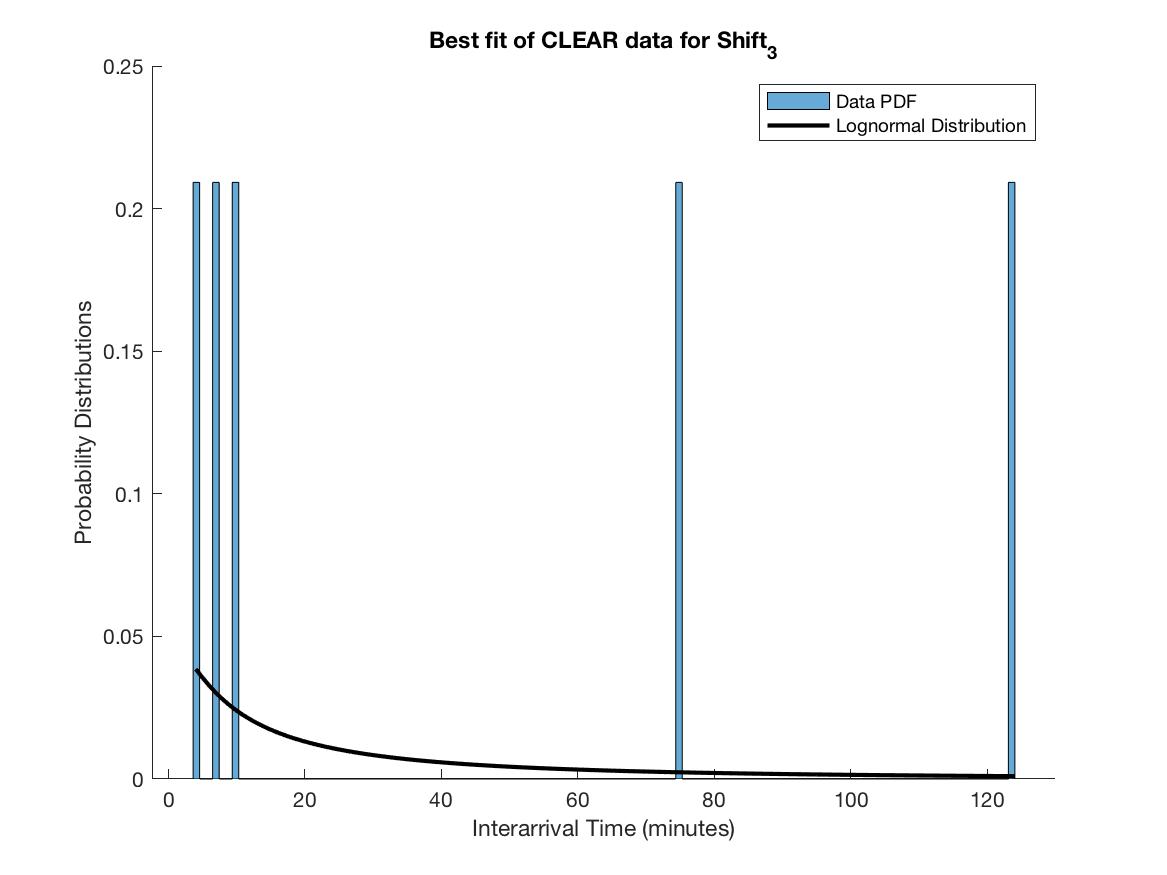 Best fit of CLEAR data for Shift3
Data PDF
Lognormal Distribution
0.25
0.2
0.15
0.1
0.05
0
Probability Distributions
0 20 40 60 80 100 120
Interarrival Time (minutes)